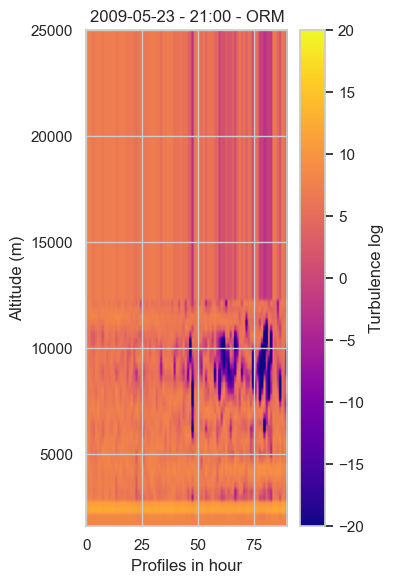 2009-05-23 - 21:00 - ORM
25000
20000
15000
10000
5000
Altitude (m)
0 25 50 75
Profiles in hour
20
15
10
5
0
−5
−10
−15
−20
Turbulence log